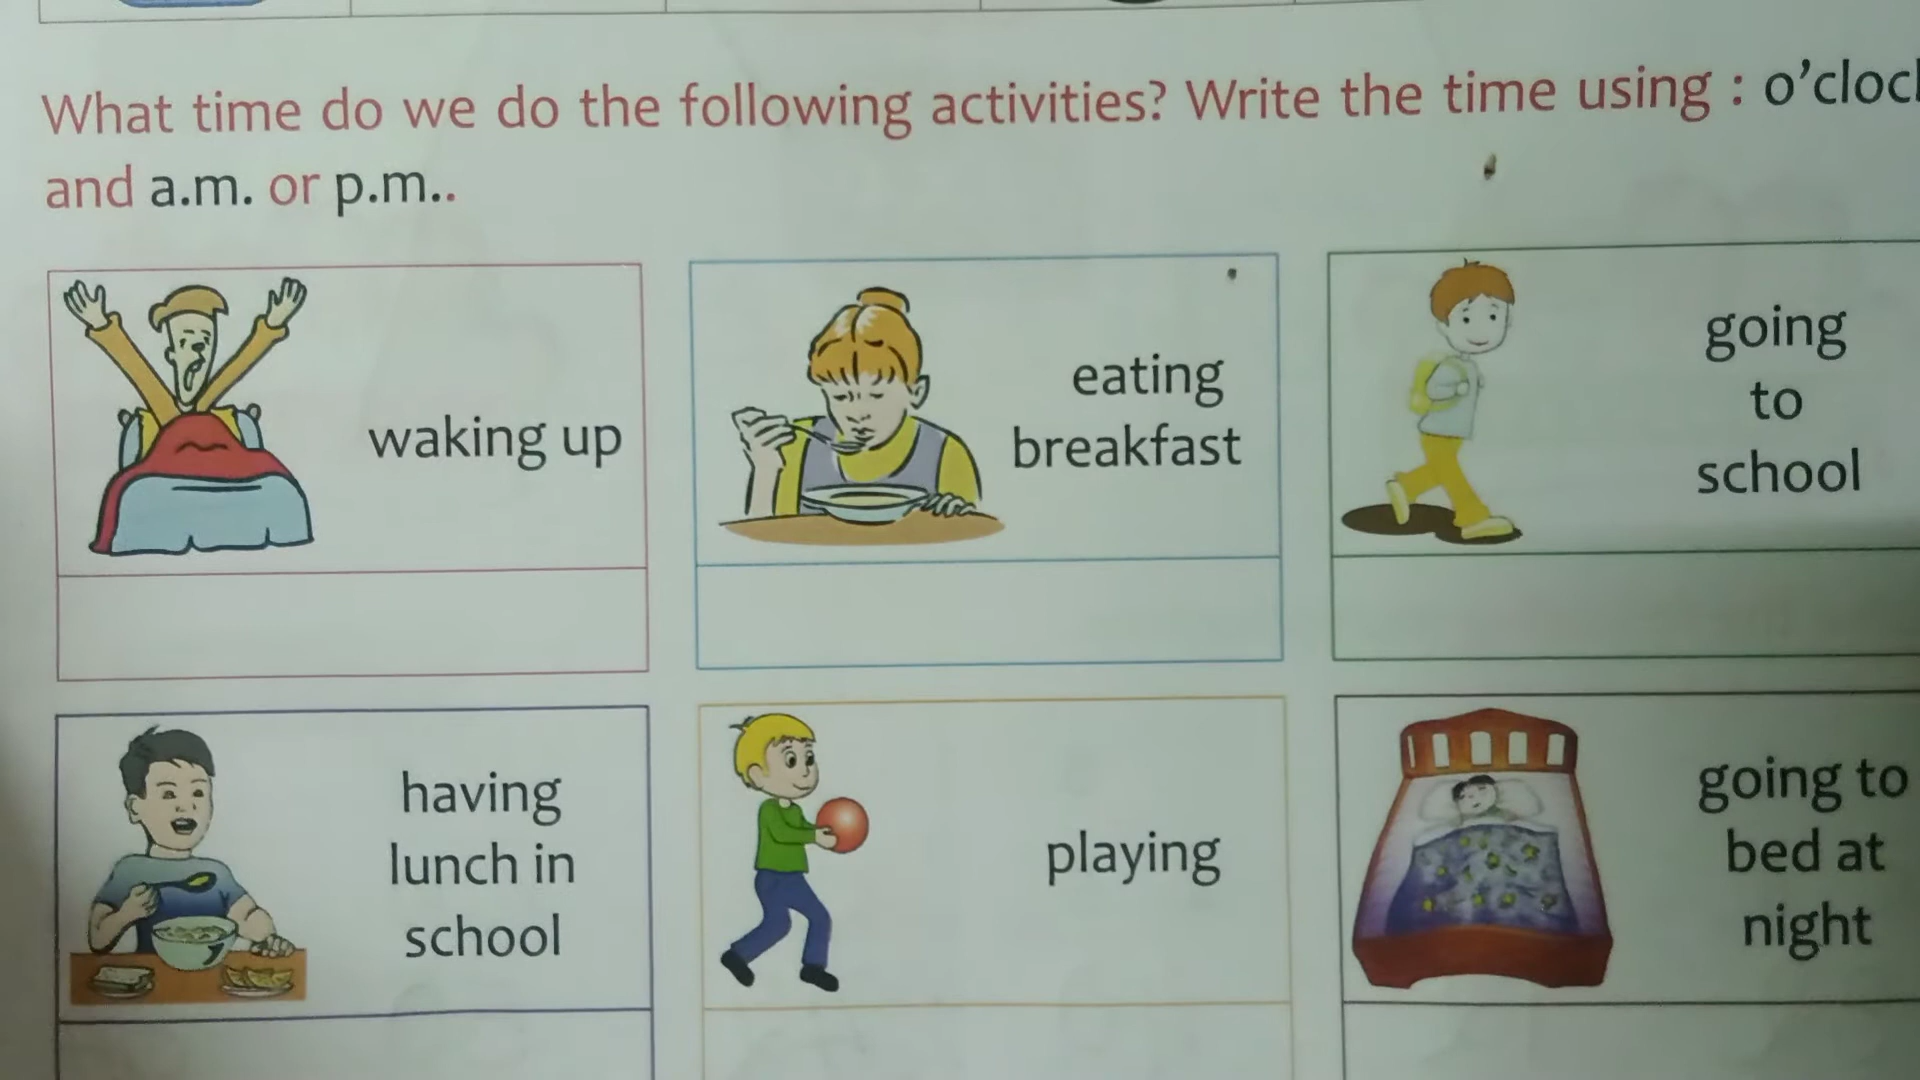 What time do we do the following activities? Write the time using : o'cloc
and a.m. or p.m..
waking up
eating
breakfast
going
to
school
having
lunch in
school
playing
going to
bed at
night